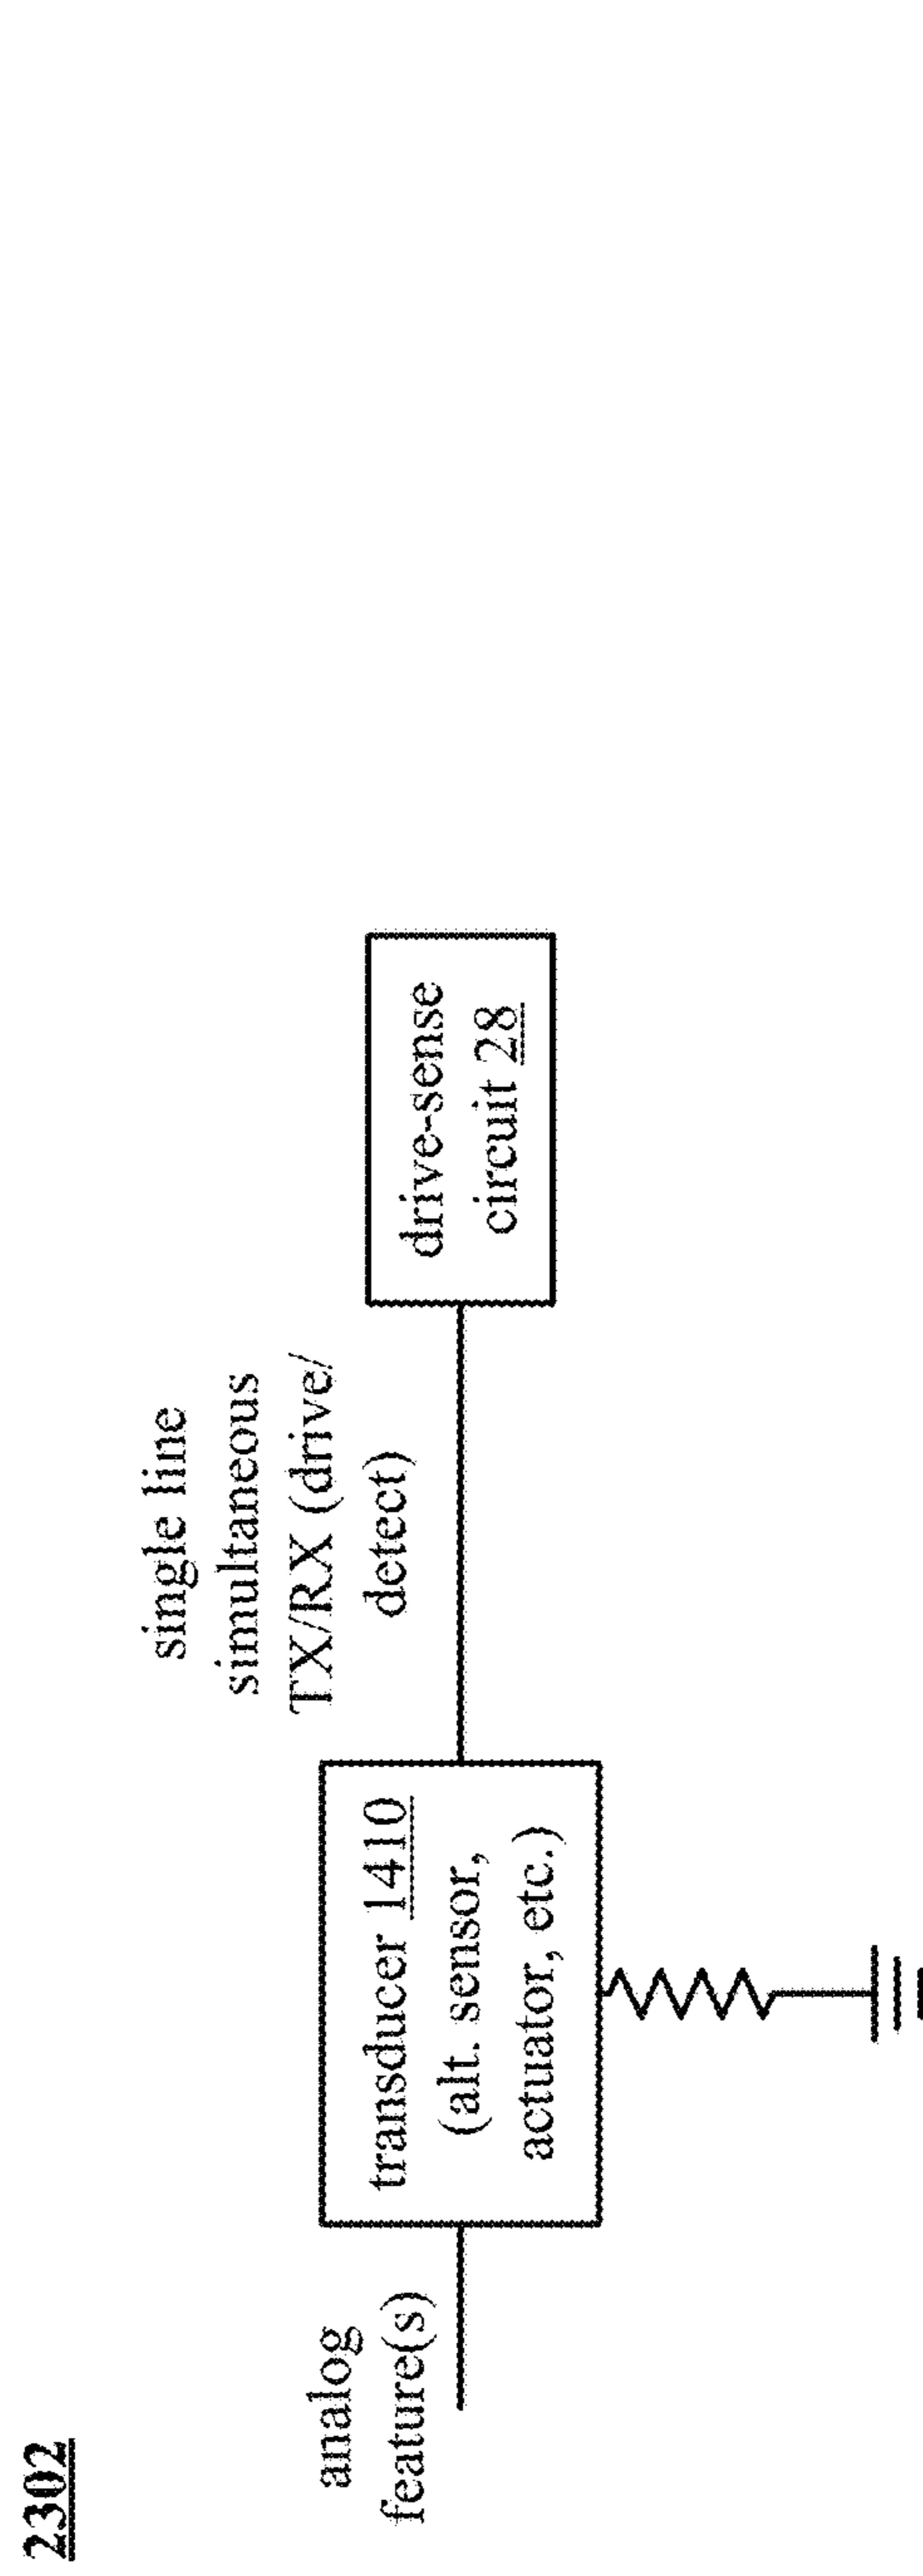 2302
analog
feature(s)
transducer 1410
(alt. sensor,
actuator, etc.)
single line
simultaneous
TX/RX (drive/
detect)
drive-sense
circuit 28